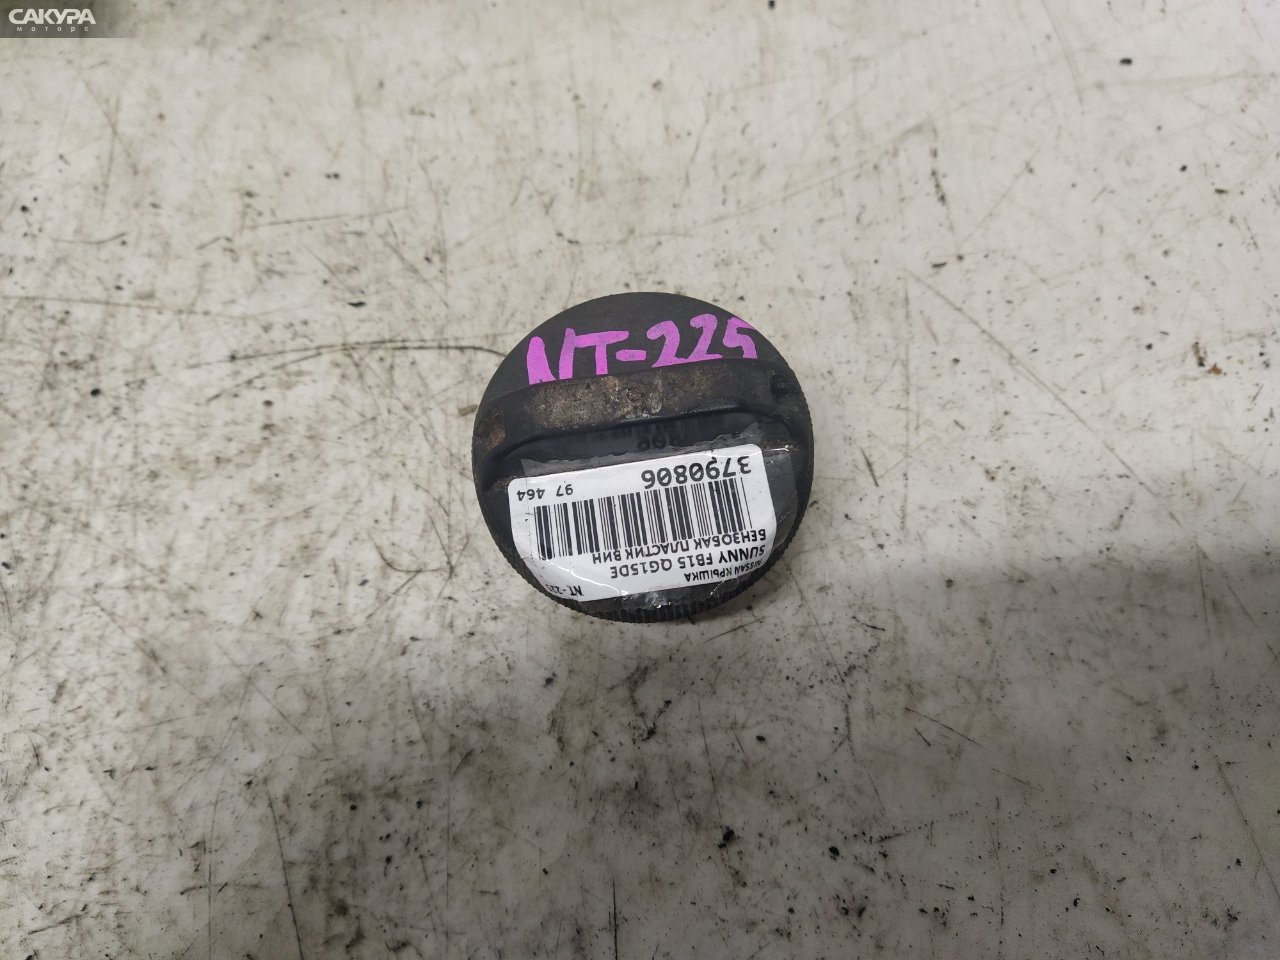 САКУРА
моторс
NT-225
NISSAN КРЫШКА
SUNNY FB15 QG15DE
БЕНЗОБАК ПЛАСТИК ВИН
3790806
97 464